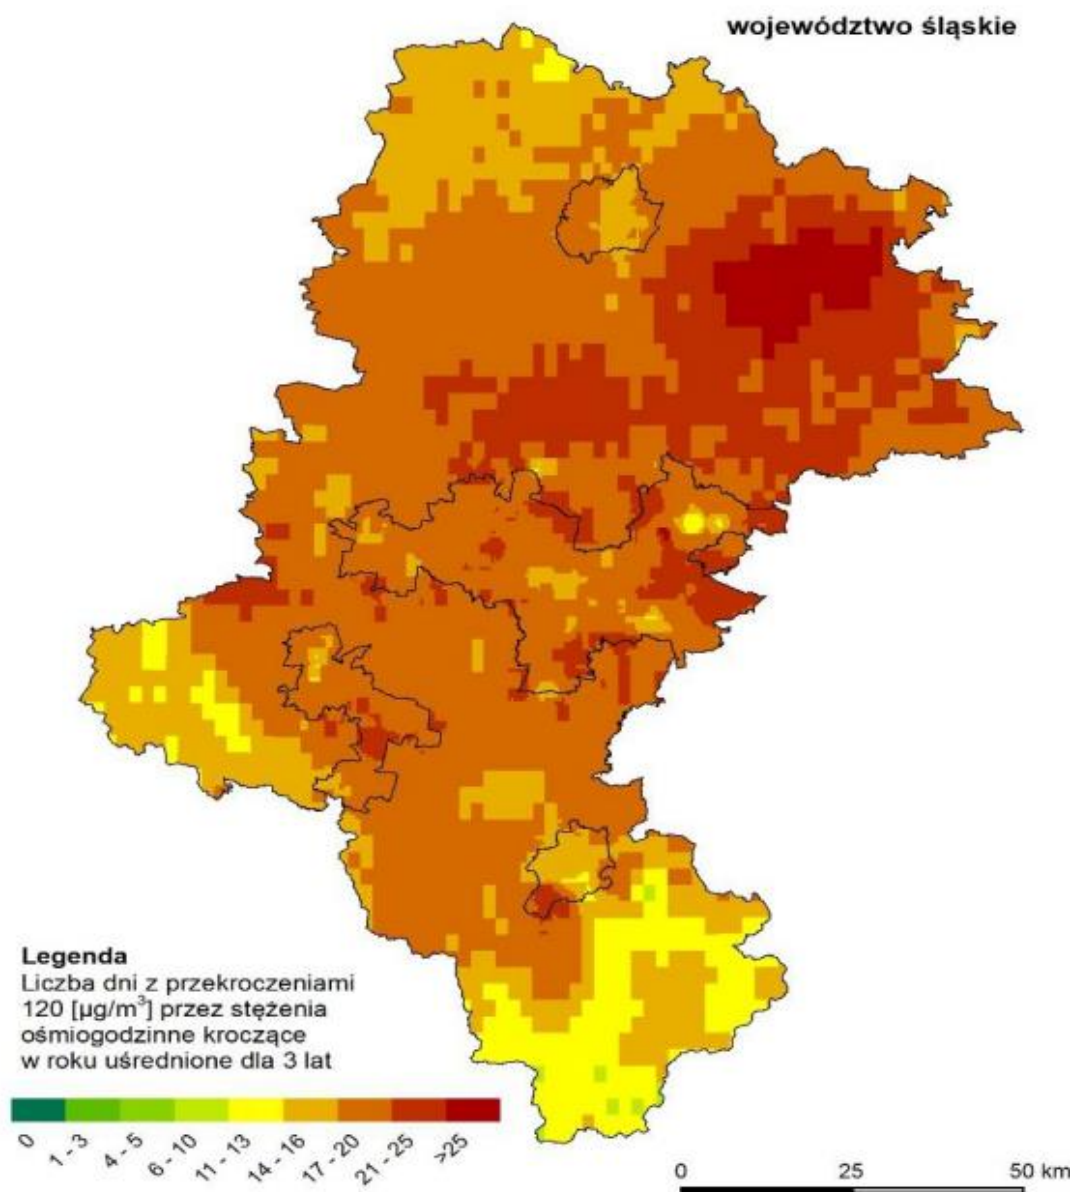 województwo śląskie
Legenda
Liczba dni z przekroczeniami
120 [µg/m³] przez stężenia
ośmiogodzinne kroczące
w roku uśrednione dla 3 lat
0
1 - 3
4 - 5
6 - 10
11 - 13
14 - 16
17 - 20
21 - 25
>25
0 25 50 km